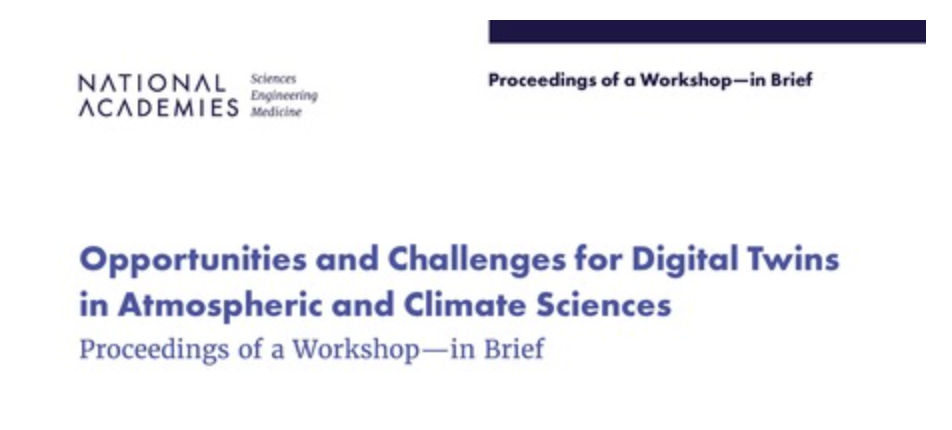 NATIONAL ACADEMIES
Sciences
Engineering
Medicine
Proceedings of a Workshop—in Brief
Opportunities and Challenges for Digital Twins
in Atmospheric and Climate Sciences
Proceedings of a Workshop—in Brief